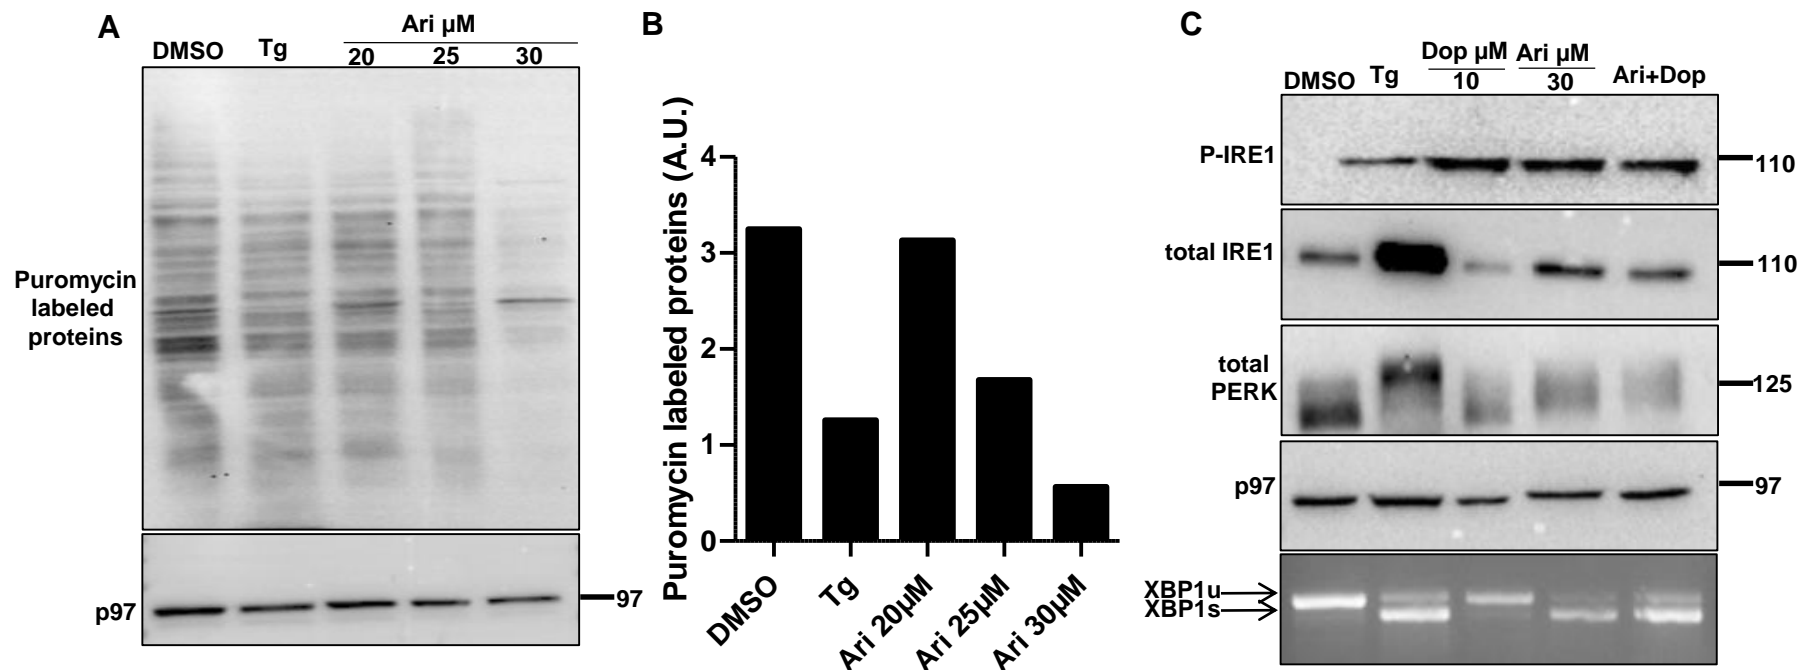 A
Ari µM
DMSO Tg 20 25 30
Puromycin
labeled
proteins
p97
97
B
Puromycin labeled proteins (A.U.)
4
3
2
1
0
DMSO
Tg
Ari 20µM
Ari 25µM
Ari 30µM
C
Dop µM Ari µM
DMSO Tg 10 30 Ari+Dop
P-IRE1
110
total IRE1
110
total
PERK
125
p97
97
XBP1u
XBP1s